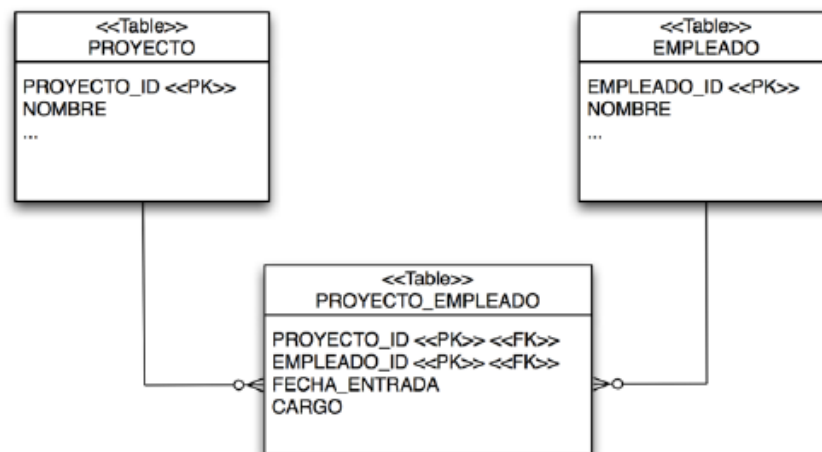 <<Table>>
PROYECTO
PROYECTO_ID <<PK>>
NOMBRE
...
<<Table>>
EMPLEADO
EMPLEADO_ID <<PK>>
NOMBRE
...
<<Table>>
PROYECTO_EMPLEADO
PROYECTO_ID <<PK>> <<FK>>
EMPLEADO_ID <<PK>> <<FK>>
FECHA_ENTRADA
CARGO